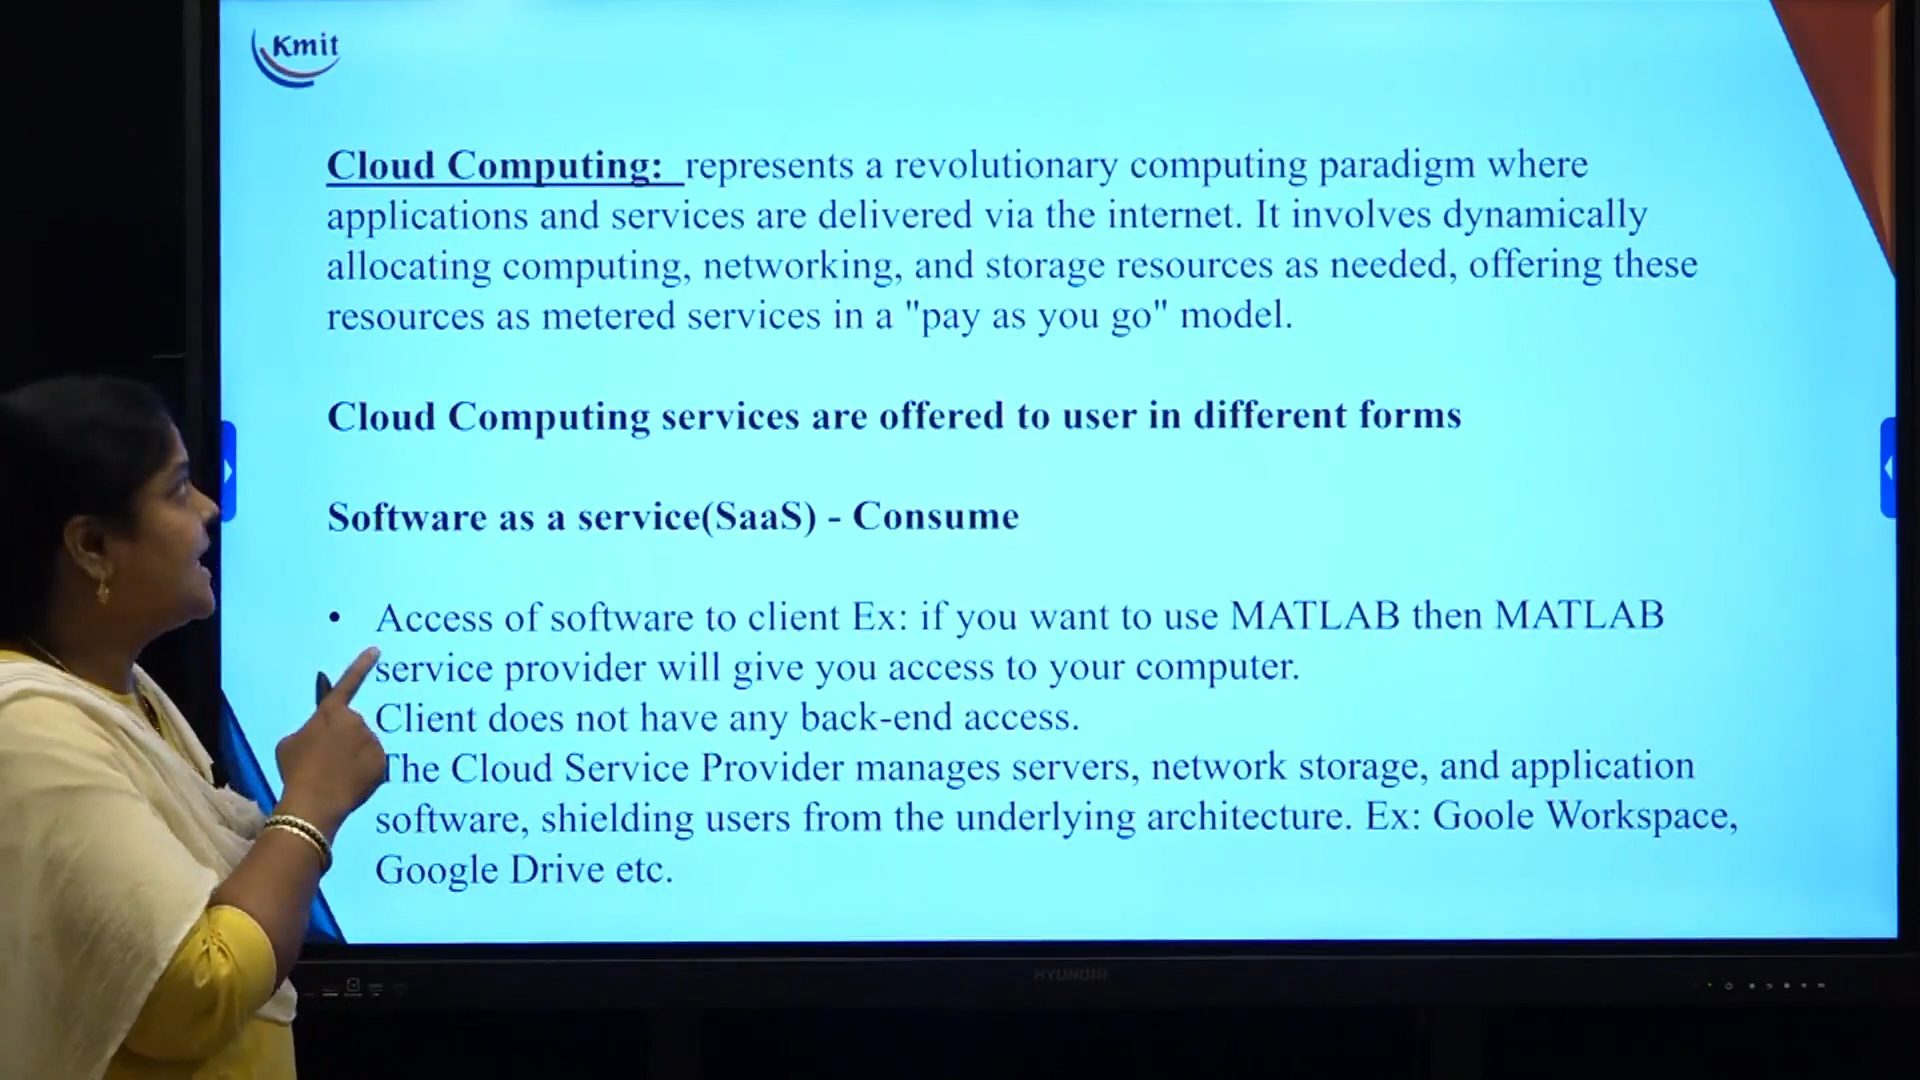 Kmit
Cloud Computing: represents a revolutionary computing paradigm where
applications and services are delivered via the internet. It involves dynamically
allocating computing, networking, and storage resources as needed, offering these
resources as metered services in a "pay as you go" model.
Cloud Computing services are offered to user in different forms
Software as a service(SaaS) - Consume
• Access of software to client Ex: if you want to use MATLAB then MATLAB
service provider will give you access to your computer.
Client does not have any back-end access.
The Cloud Service Provider manages servers, network storage, and application
software, shielding users from the underlying architecture. Ex: Goole Workspace,
Google Drive etc.
HYUNDAI